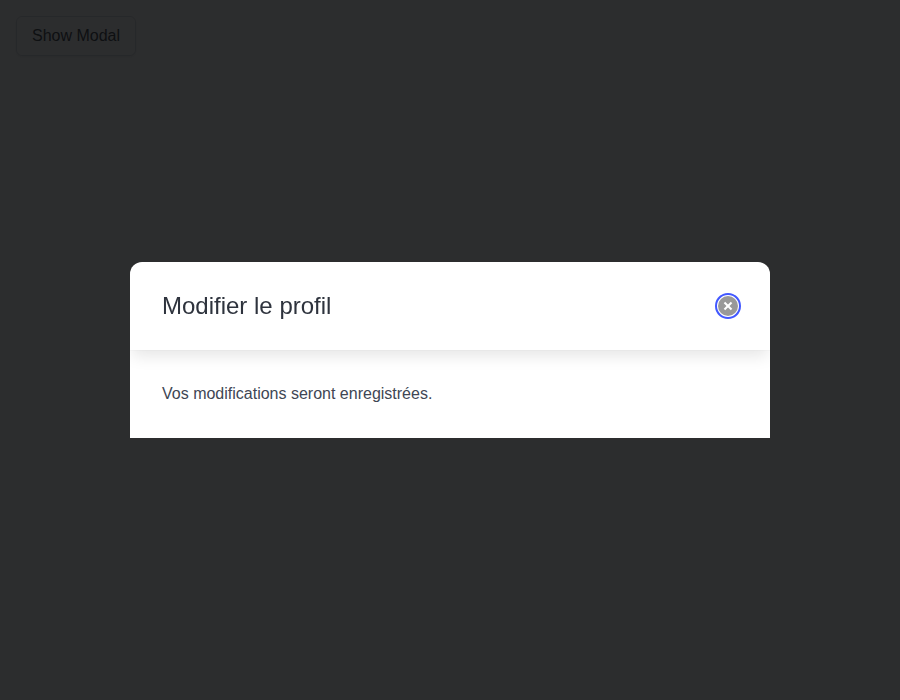 Show Modal
Modifier le profil
Vos modifications seront enregistrées.